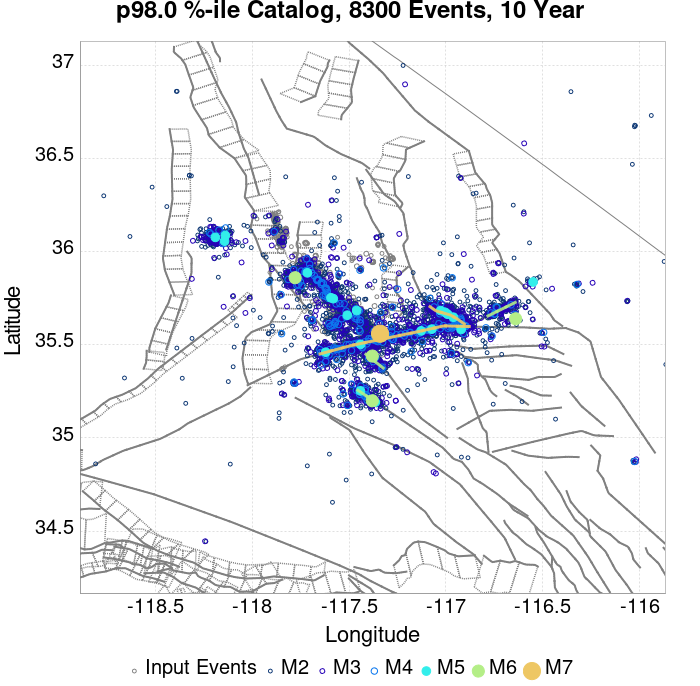 p98.0 %-ile Catalog, 8300 Events, 10 Year
37
36.5
36
35.5
35
34.5
Latitude
-118.5 -118 -117.5 -117 -116.5 -116
Longitude
Input Events M2 M3 M4 M5 M6 M7